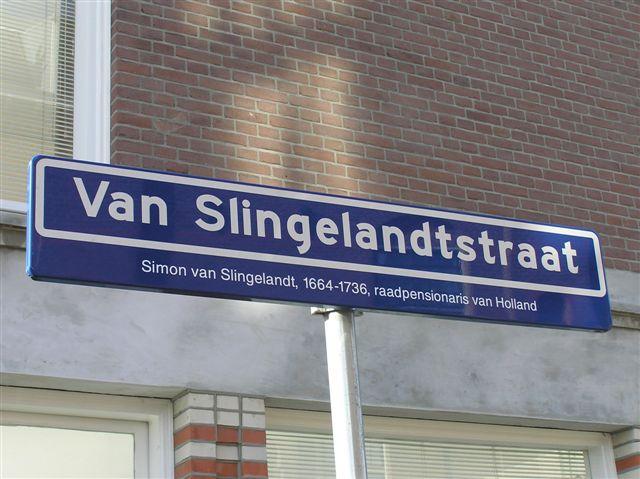 Van Slingelandtstraat
Simon van Slingelandt, 1664-1736, raadpensionaris van Holland